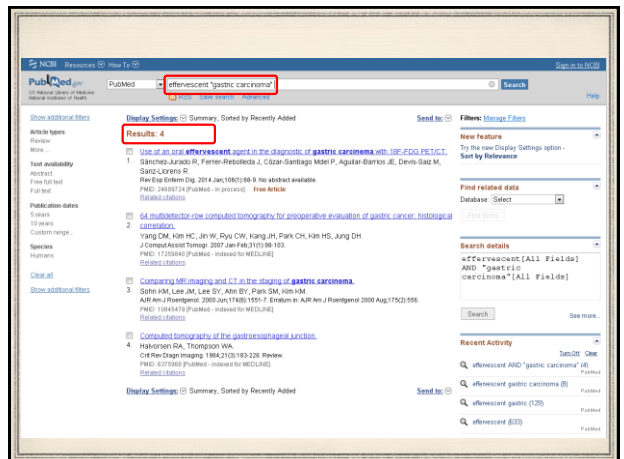 NCBI Resources How To Sign in to NCBI
PubMed.gov PubMed effervescent "gastric carcinoma" Search
US National Library of Medicine
National Institutes of Health
RSS Save search Advanced Help
Show additional filters
Article types
Review
More ...
Text availability
Abstract
Free full text
Full text
Publication dates
5 years
10 years
Custom range...
Species
Humans
Clear all
Show additional filters
Display Settings: Summary, Sorted by Recently Added Send to:
Results: 4
Use of an oral effervescent agent in the diagnostic of gastric carcinoma with 18F-FDG PET/CT.
1. Sánchez-Jurado R, Ferrer-Rebolleda J, Cózar-Santiago Mdel P, Aguilar-Barrios JE, Devis-Saiz M,
Sanz-Llorens R.
Rev Esp Enferm Dig. 2014 Jan;106(1):68-9. No abstract available.
PMID: 24689724 [PubMed - in process] Free Article
Related citations
64 multidetector-row computed tomography for preoperative evaluation of gastric cancer: histological
2. correlation.
Yang DM, Kim HC, Jin W, Ryu CW, Kang JH, Park CH, Kim HS, Jung DH.
J Comput Assist Tomogr. 2007 Jan-Feb;31(1):98-103.
PMID: 17259840 [PubMed - indexed for MEDLINE]
Related citations
Comparing MR imaging and CT in the staging of gastric carcinoma.
3. Sohn KM, Lee JM, Lee SY, Ahn BY, Park SM, Kim KM.
AJR Am J Roentgenol. 2000 Jun;174(6):1551-7. Erratum in: AJR Am J Roentgenol 2000 Aug;175(2):556.
PMID: 10845478 [PubMed - indexed for MEDLINE]
Related citations
Computed tomography of the gastroesophageal junction.
4. Halvorsen RA, Thompson WA.
Crit Rev Diagn Imaging. 1984;21(3):183-228. Review.
PMID: 6375968 [PubMed - indexed for MEDLINE]
Related citations
Display Settings: Summary, Sorted by Recently Added Send to:
Filters: Manage Filters
New feature
Try the new Display Settings option -
Sort by Relevance
Find related data
Database: Select
Find items
Search details
effervescent[All Fields]
AND "gastric
carcinoma"[All Fields]
Search See more...
Recent Activity
Turn Off Clear
effervescent AND "gastric carcinoma" (4)
PubMed
effervescent gastric carcinoma (8)
PubMed
effervescent gastric (129)
PubMed
effervescent (633)
PubMed